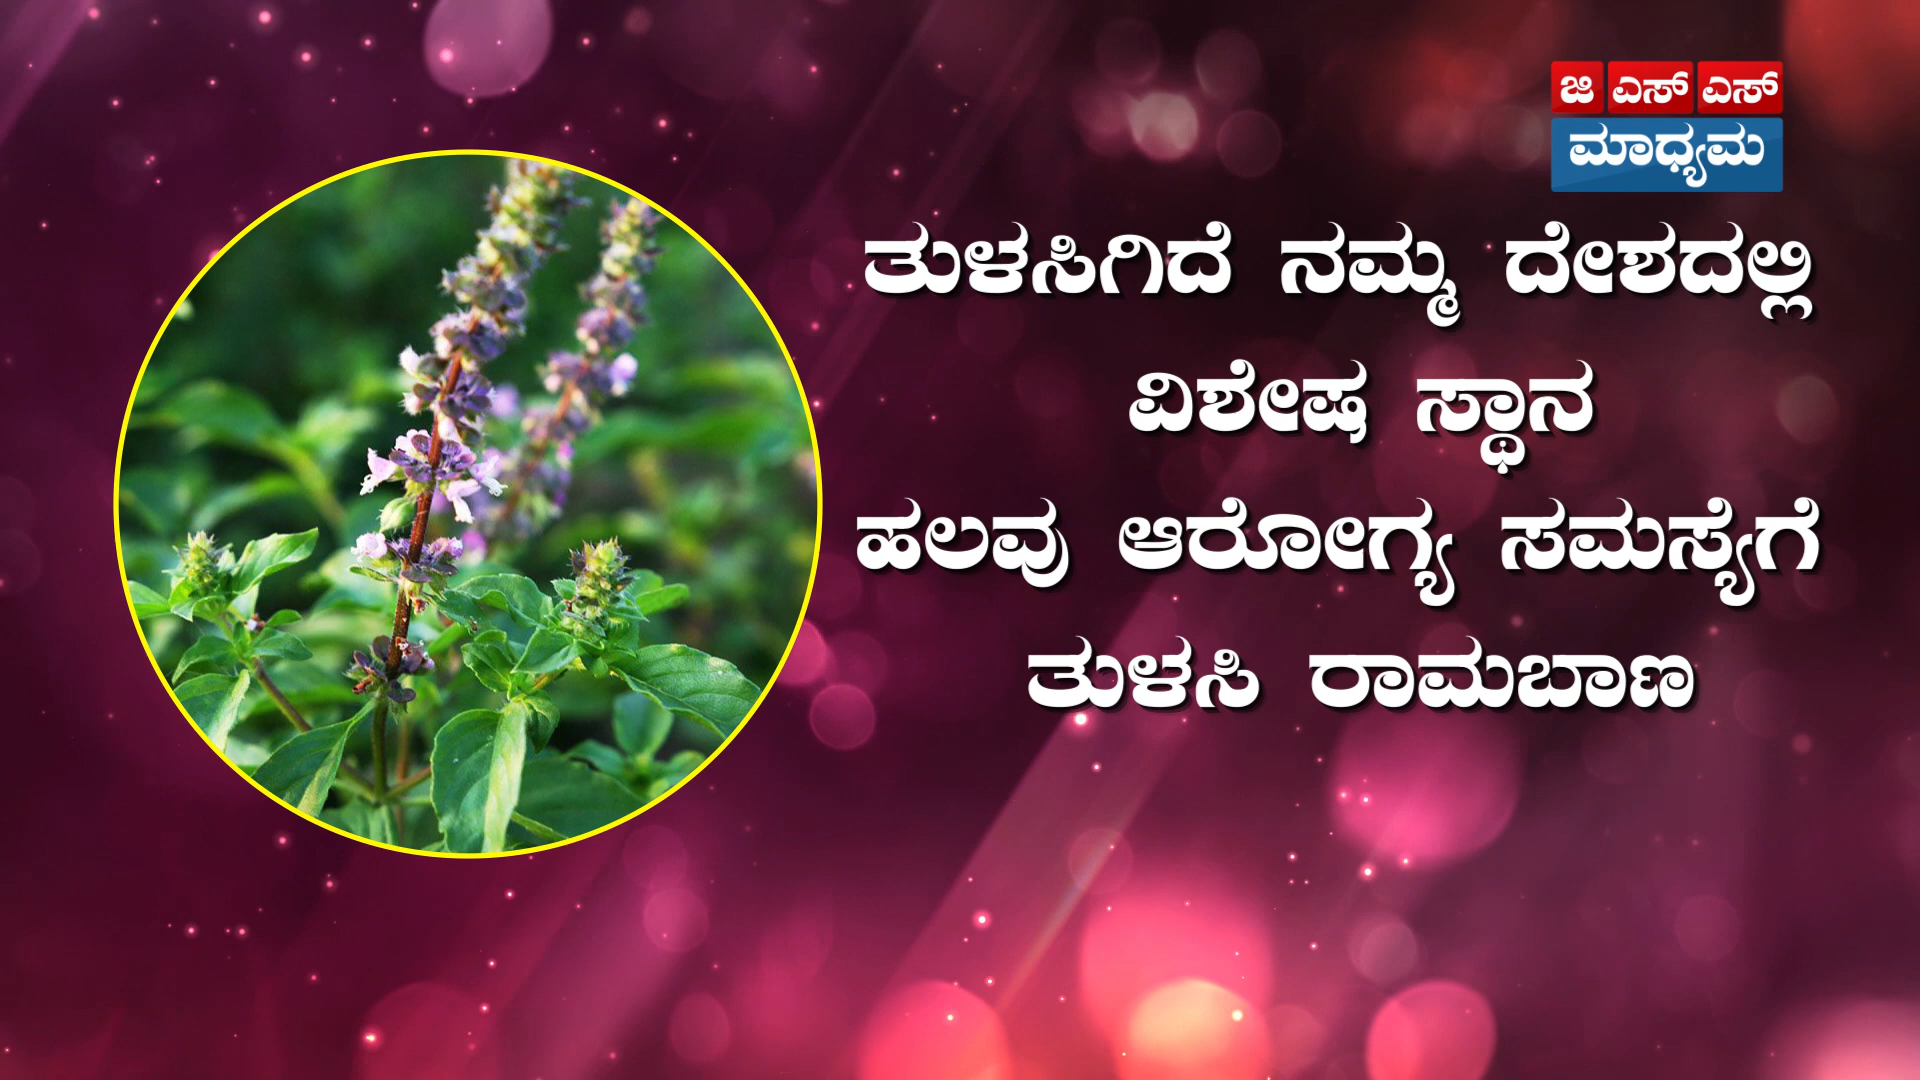 ಜಿ ಎಸ್ ಎಸ್
ಮಾಧ್ಯಮ
ತುಳಸಿಗಿದೆ ನಮ್ಮ ದೇಶದಲ್ಲಿ
ವಿಶೇಷ ಸ್ಥಾನ
ಹಲವು ಆರೋಗ್ಯ ಸಮಸ್ಯೆಗೆ
ತುಳಸಿ ರಾಮಬಾಣ